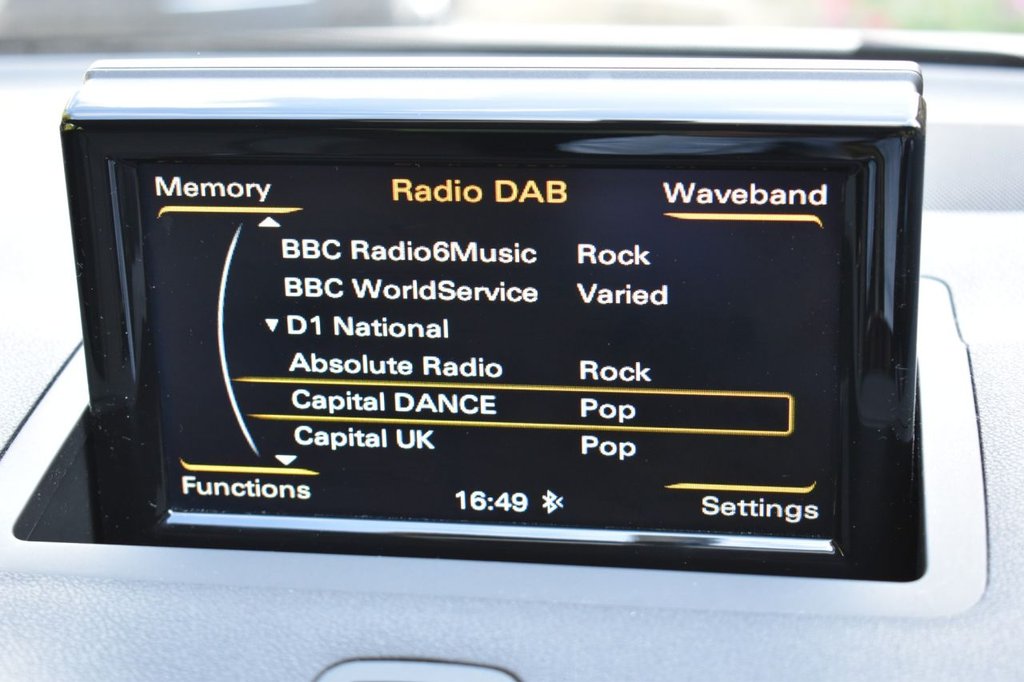 Memory Radio DAB Waveband
BBC Radio6Music Rock
BBC WorldService Varied
D1 National
Absolute Radio Rock
Capital DANCE Pop
Capital UK Pop
Functions 16:49 Settings